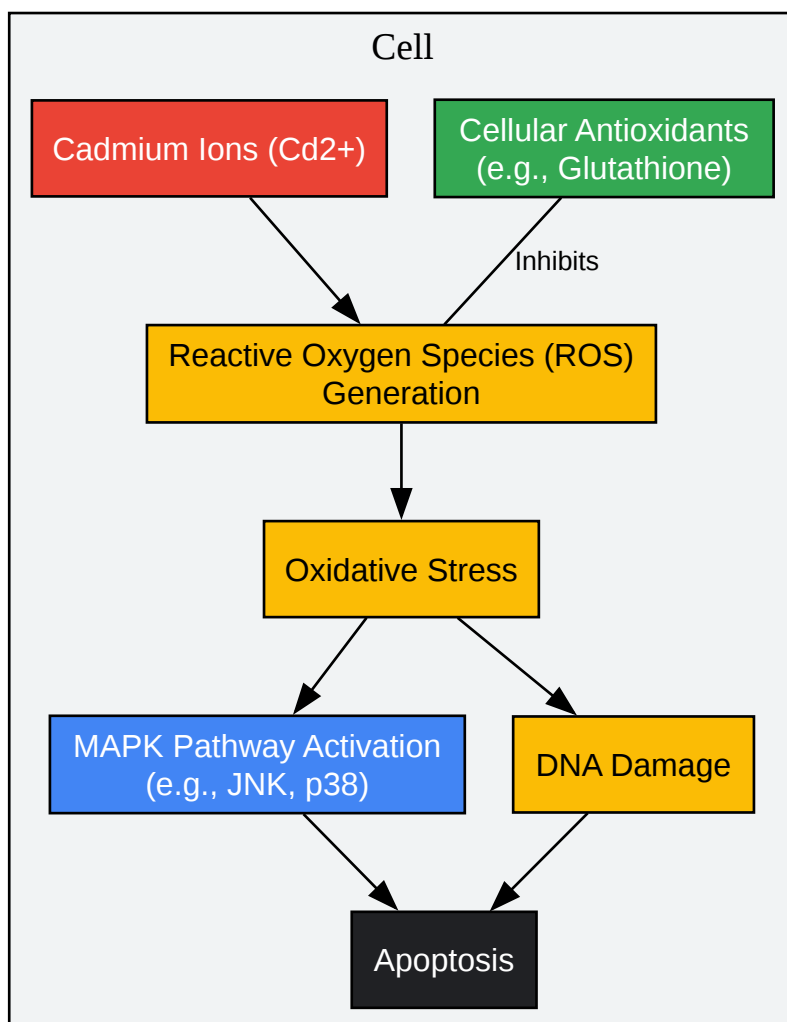 Cell
Cadmium Ions (Cd2+)
Cellular Antioxidants
(e.g., Glutathione)
Inhibits
Reactive Oxygen Species (ROS)
Generation
Oxidative Stress
MAPK Pathway Activation
(e.g., JNK, p38)
DNA Damage
Apoptosis